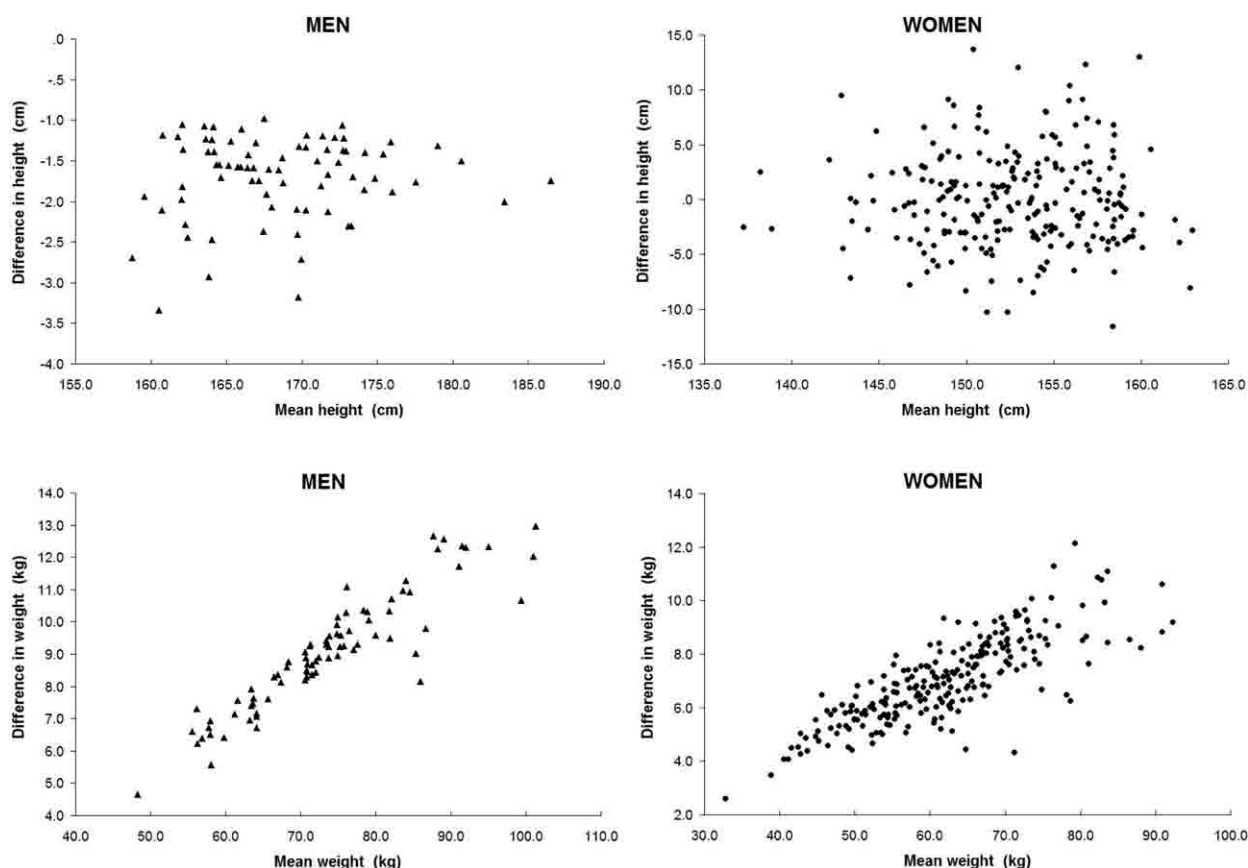 MEN
Difference in height (cm)
.0
-.5
-1.0
-1.5
-2.0
-2.5
-3.0
-3.5
-4.0
155.0 160.0 165.0 170.0 175.0 180.0 185.0 190.0
Mean height (cm)
WOMEN
Difference in height (cm)
15.0
10.0
5.0
.0
-5.0
-10.0
-15.0
135.0 140.0 145.0 150.0 155.0 160.0 165.0
Mean height (cm)
MEN
Difference in weight (kg)
14.0
13.0
12.0
11.0
10.0
9.0
8.0
7.0
6.0
5.0
4.0
40.0 50.0 60.0 70.0 80.0 90.0 100.0 110.0
Mean weight (kg)
WOMEN
Difference in weight (kg)
14.0
12.0
10.0
8.0
6.0
4.0
2.0
30.0 40.0 50.0 60.0 70.0 80.0 90.0 100.0
Mean weight (kg)